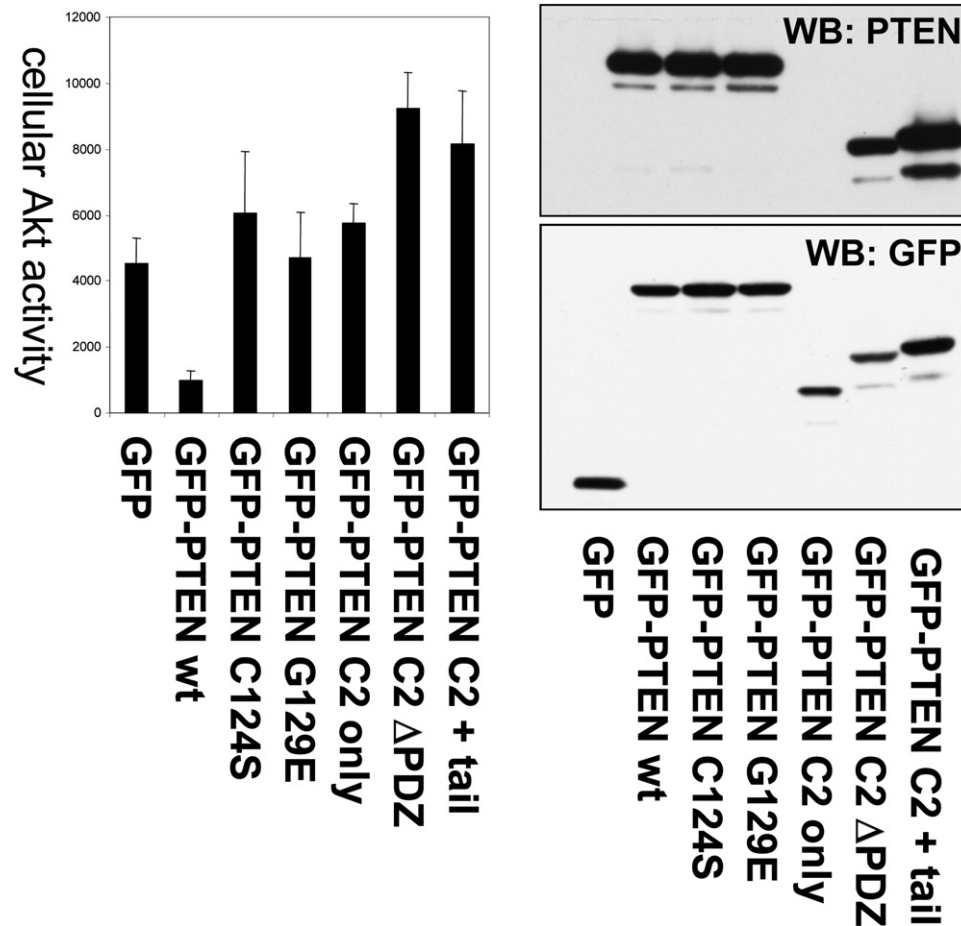 cellular Akt activity
12000
10000
8000
6000
4000
2000
0
GFP
GFP-PTEN wt
GFP-PTEN C124S
GFP-PTEN G129E
GFP-PTEN C2 only
GFP-PTEN C2 ΔPDZ
GFP-PTEN C2 + tail
WB: PTEN
WB: GFP
GFP
GFP-PTEN wt
GFP-PTEN C124S
GFP-PTEN G129E
GFP-PTEN C2 only
GFP-PTEN C2 ΔPDZ
GFP-PTEN C2 + tail